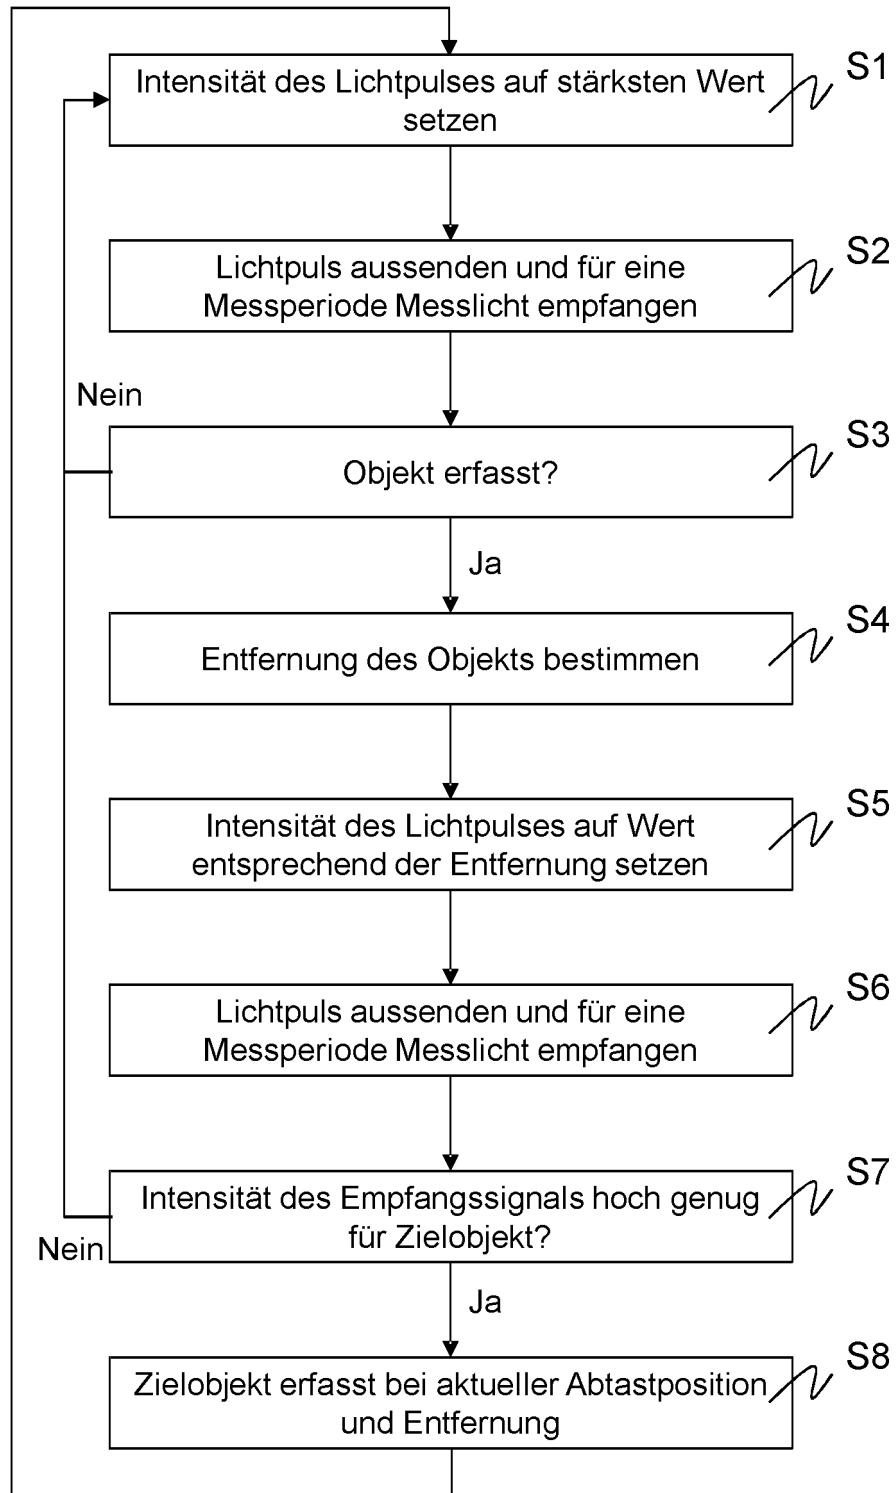 Intensität des Lichtpulses auf stärksten Wert
setzen
S1
Lichtpuls aussenden und für eine
Messperiode Messlicht empfangen
S2
Nein
Objekt erfasst?
S3
Ja
Entfernung des Objekts bestimmen
S4
Intensität des Lichtpulses auf Wert
entsprechend der Entfernung setzen
S5
Lichtpuls aussenden und für eine
Messperiode Messlicht empfangen
S6
Intensität des Empfangssignals hoch genug
für Zielobjekt?
S7
Nein
Ja
Zielobjekt erfasst bei aktueller Abtastposition
und Entfernung
S8